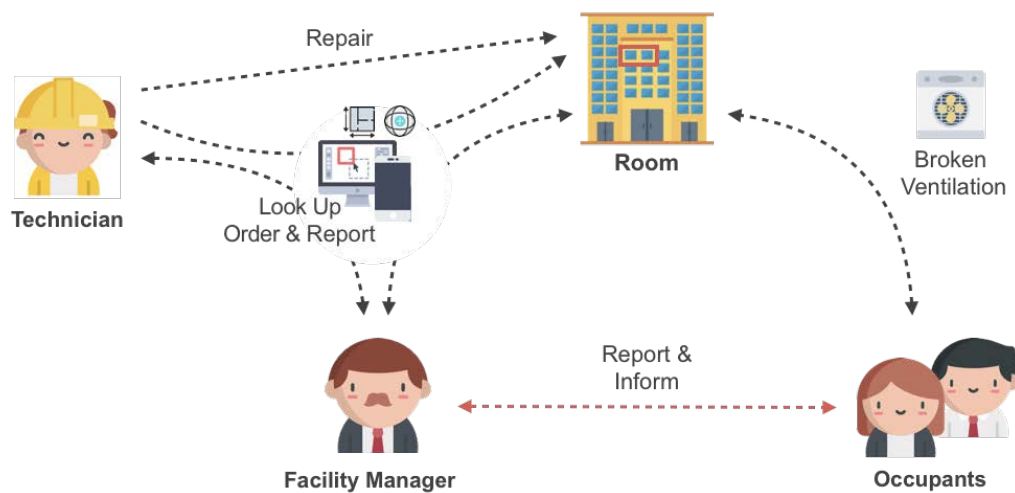 Repair
Technician
Look Up
Order & Report
Room
Broken
Ventilation
Report &
Inform
Facility Manager
Occupants